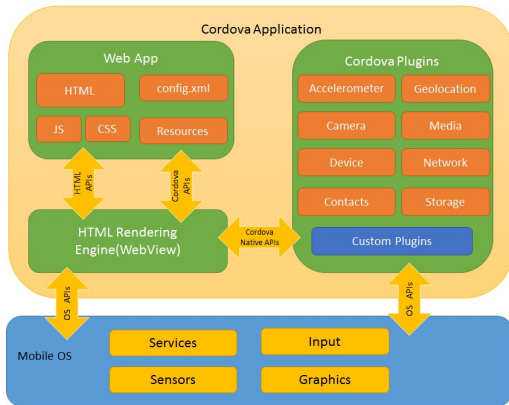 Cordova Application
Web App
HTML
config.xml
JS
CSS
Resources
HTML
APIs
Cordova
APIs
HTML Rendering
Engine(WebView)
Cordova
Native APIs
Cordova Plugins
Accelerometer
Geolocation
Camera
Media
Device
Network
Contacts
Storage
Custom Plugins
OS APIs
OS APIs
Mobile OS
Services
Input
Sensors
Graphics